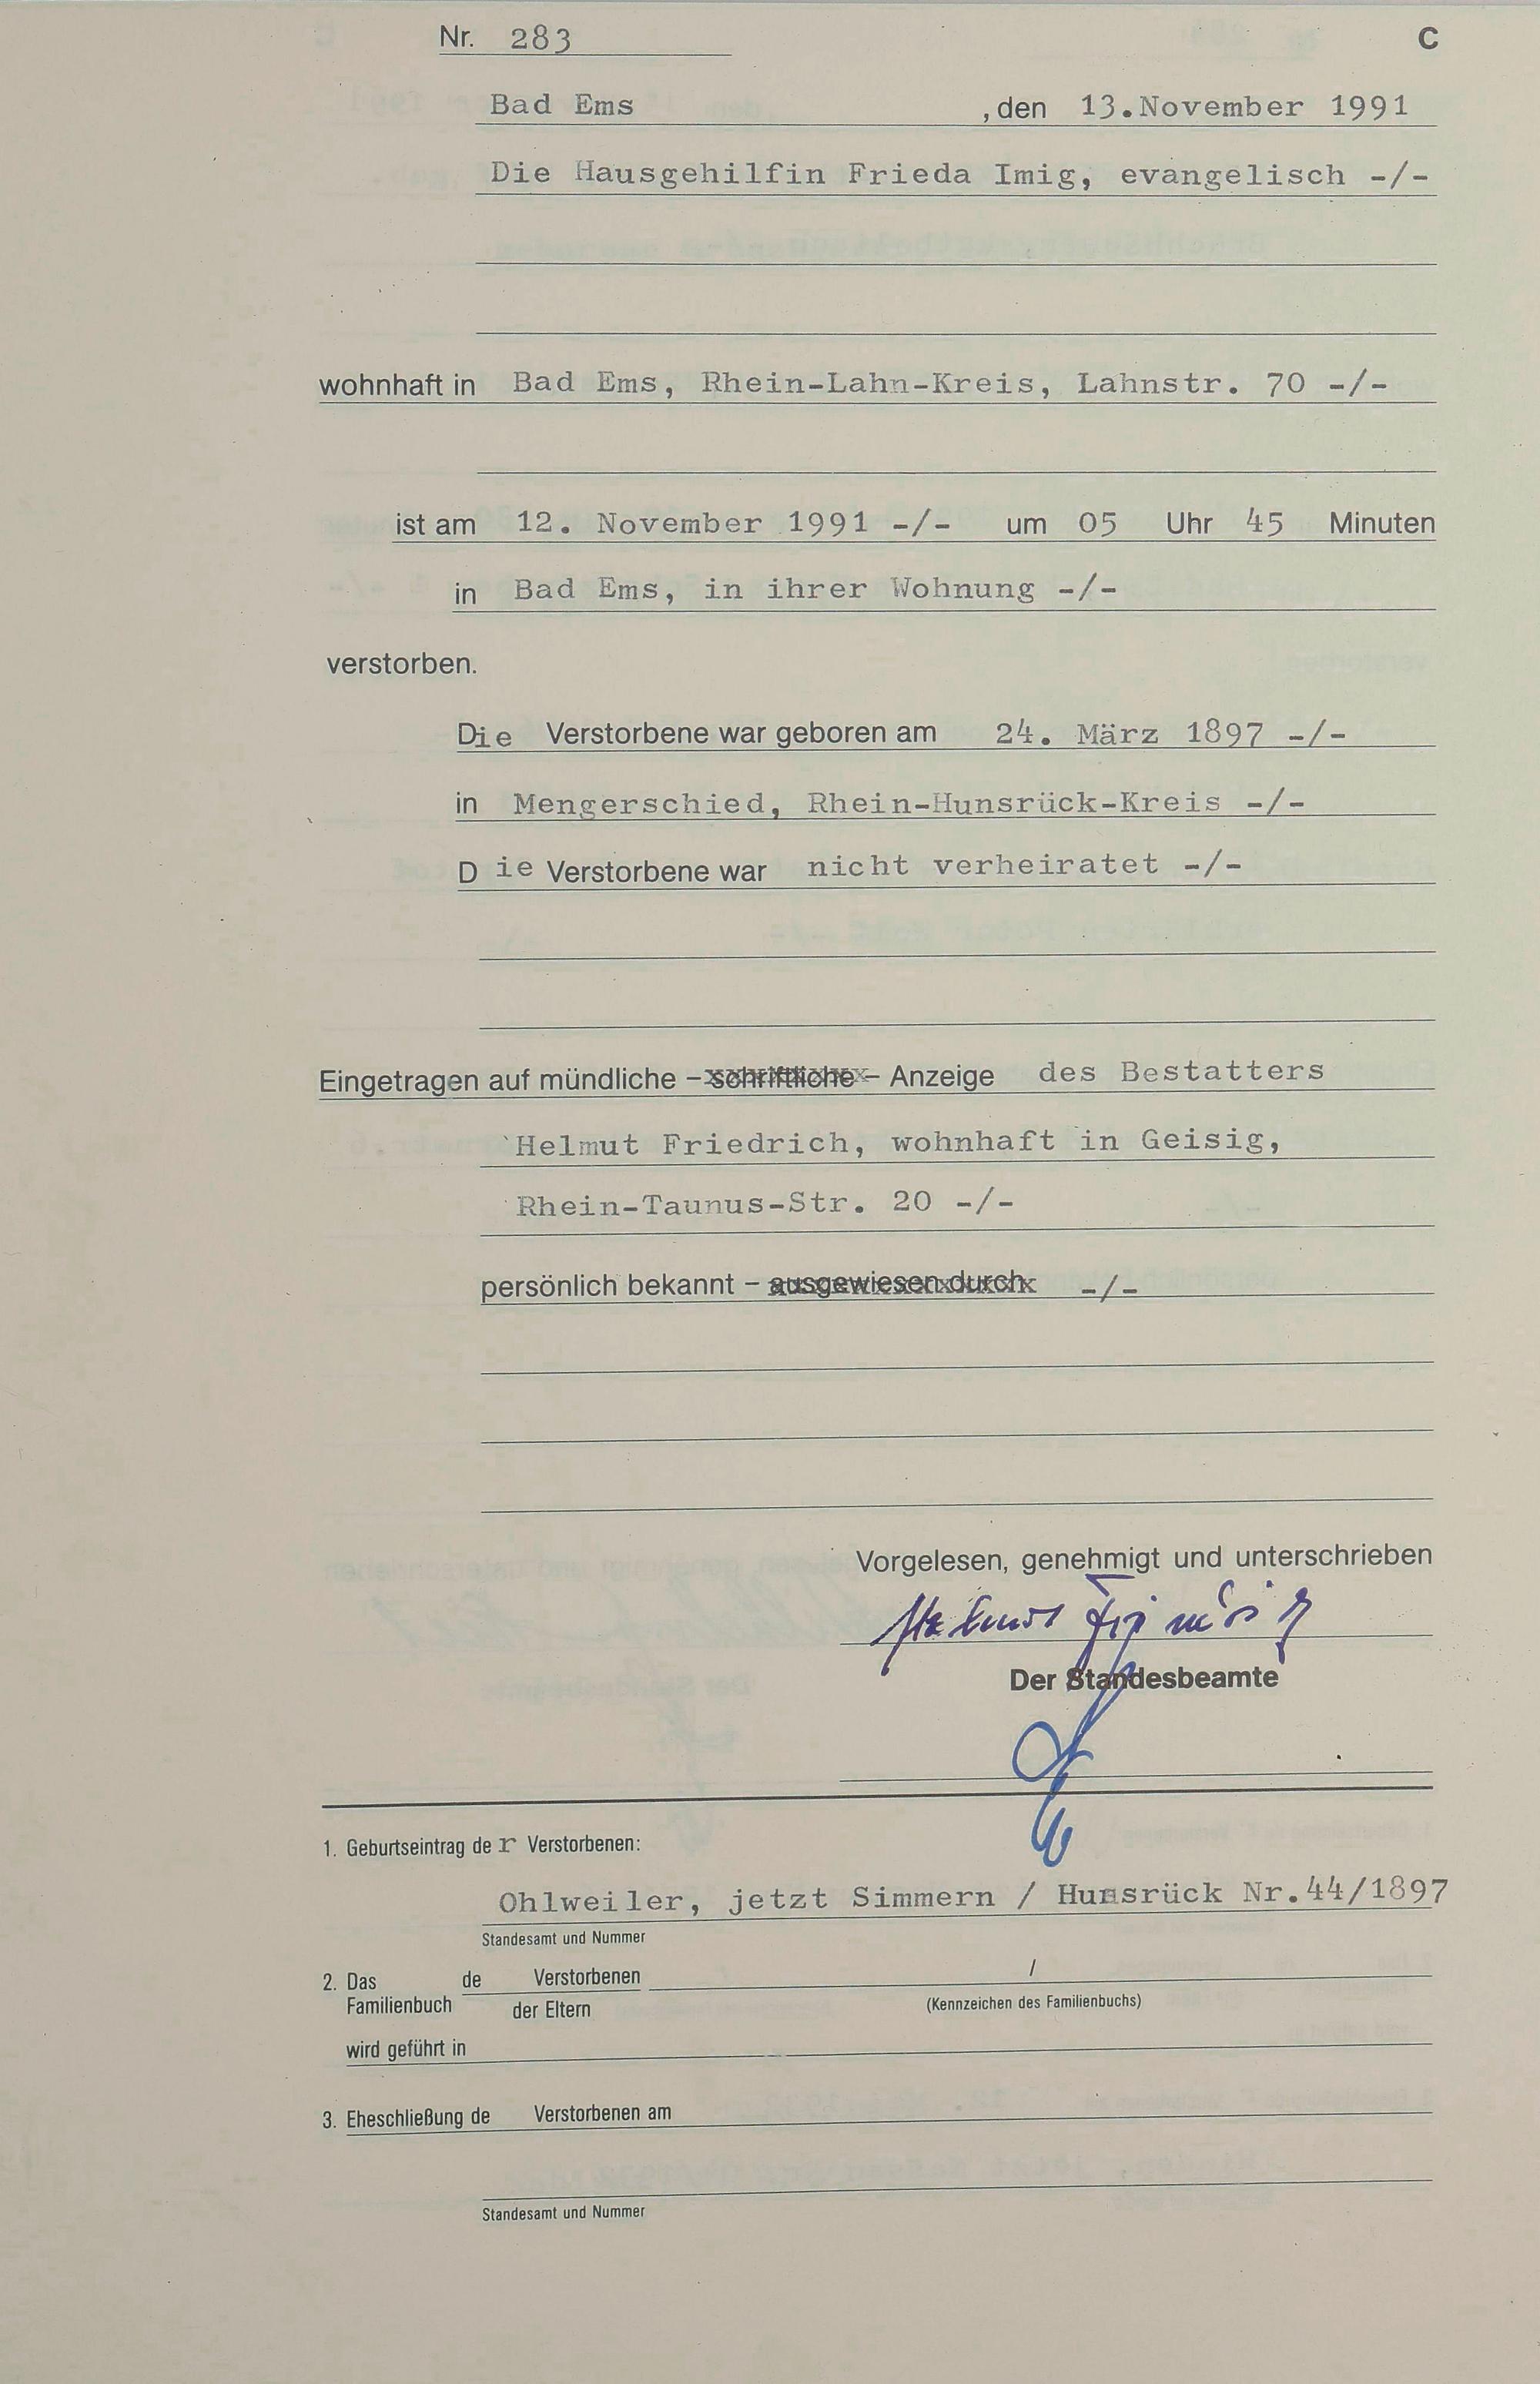 Nr. 283 C
Bad Ems , den 13.November 1991
Die Hausgehilfin Frieda Imig, evangelisch -/-
wohnhaft in Bad Ems, Rhein-Lahn-Kreis, Lahnstr. 70 -/-
ist am 12. November 1991 -/- um 05 Uhr 45 Minuten
in Bad Ems, in ihrer Wohnung -/-
verstorben.
Die Verstorbene war geboren am 24. März 1897 -/-
in Mengerschied, Rhein-Hunsrück-Kreis -/-
Die Verstorbene war nicht verheiratet -/-
Eingetragen auf mündliche – schriftliche – Anzeige des Bestatters
Helmut Friedrich, wohnhaft in Geisig,
Rhein-Taunus-Str. 20 -/-
persönlich bekannt – ausgewiesen durch -/-
Vorgelesen, genehmigt und unterschrieben
Der Standesbeamte
1. Geburtseintrag der Verstorbenen:
Ohlweiler, jetzt Simmern / Hunsrück Nr.44/1897
Standesamt und Nummer
2. Das de Verstorbenen /
Familienbuch der Eltern (Kennzeichen des Familienbuchs)
wird geführt in
3. Eheschließung de Verstorbenen am
Standesamt und Nummer